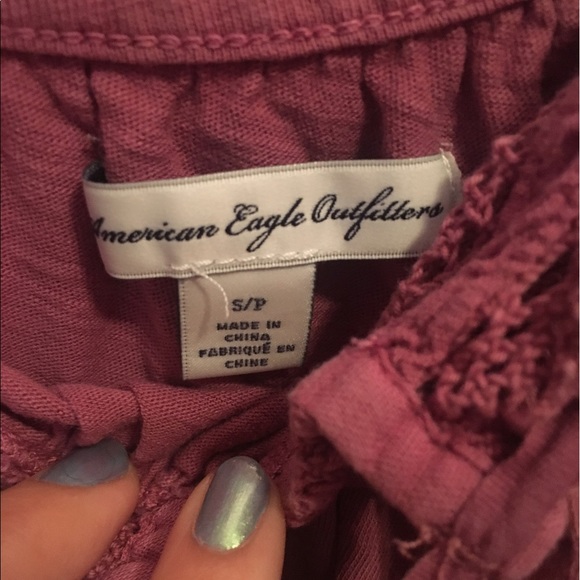 American Eagle Outfitters
S/P
MADE IN
CHINA
FABRIQUÉ EN
CHINE